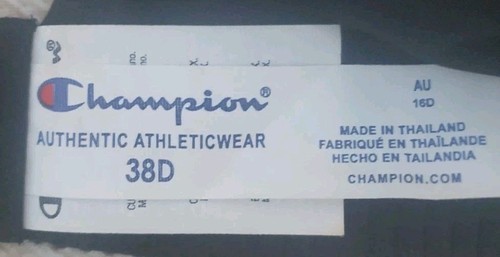 Champion®
AUTHENTIC ATHLETICWEAR
38D
AU
16D
MADE IN THAILAND
FABRIQUÉ EN THAÏLANDE
HECHO EN TAILANDIA
CHAMPION.COM